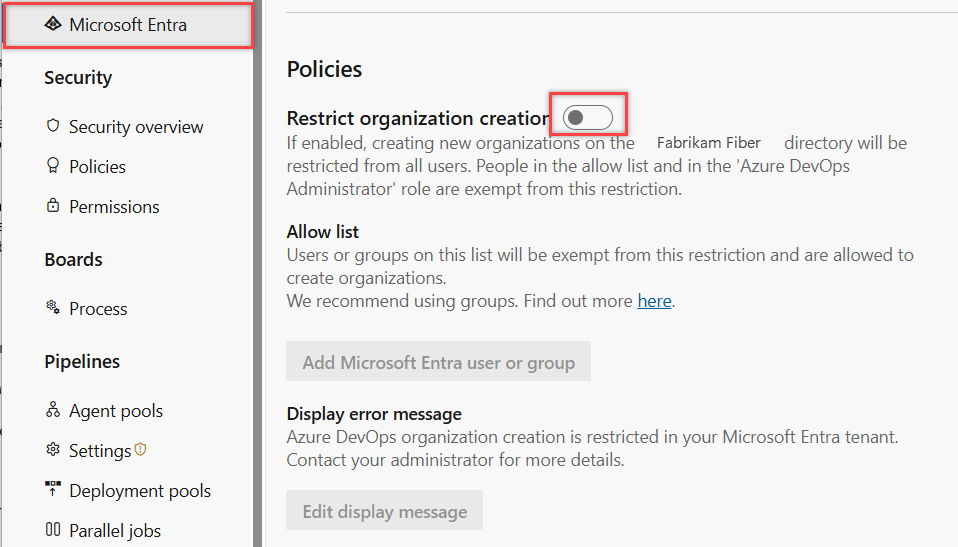 Microsoft Entra
Security
Security overview
Policies
Permissions
Boards
Process
Pipelines
Agent pools
Settings
Deployment pools
Parallel jobs
Policies
Restrict organization creation
If enabled, creating new organizations on the Fabrikam Fiber directory will be
restricted from all users. People in the allow list and in the 'Azure DevOps
Administrator' role are exempt from this restriction.
Allow list
Users or groups on this list will be exempt from this restriction and are allowed to
create organizations.
We recommend using groups. Find out more here.
Add Microsoft Entra user or group
Display error message
Azure DevOps organization creation is restricted in your Microsoft Entra tenant.
Contact your administrator for more details.
Edit display message